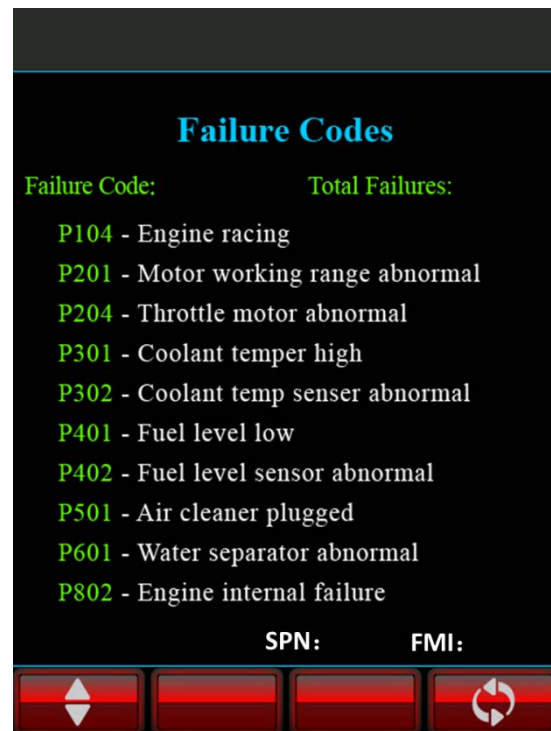 Failure Codes
Failure Code: Total Failures:
P104 - Engine racing
P201 - Motor working range abnormal
P204 - Throttle motor abnormal
P301 - Coolant temper high
P302 - Coolant temp senser abnormal
P401 - Fuel level low
P402 - Fuel level sensor abnormal
P501 - Air cleaner plugged
P601 - Water separator abnormal
P802 - Engine internal failure
SPN: FMI: